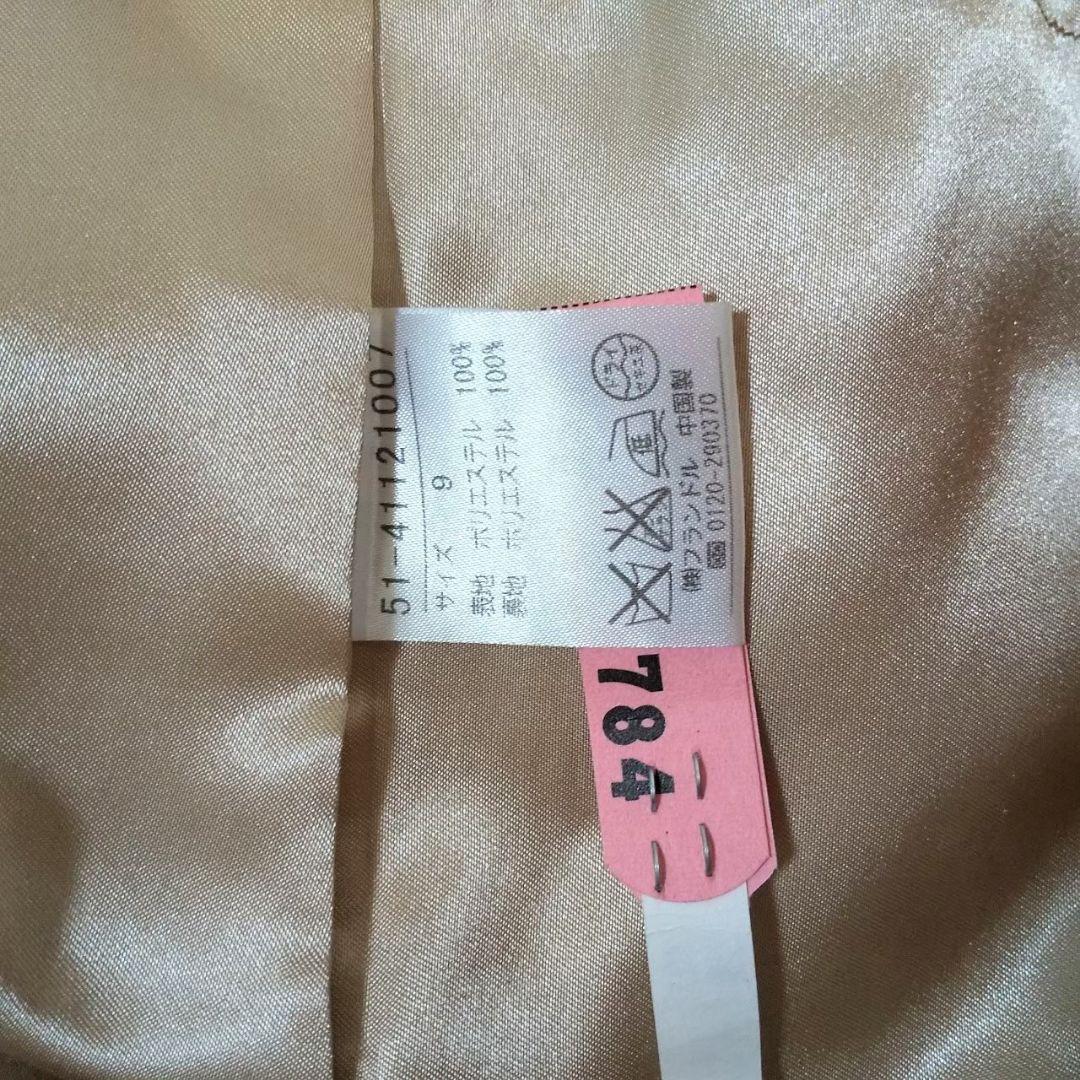 51-41121007
サイズ 9
表地 ポリエステル 100%
裏地 ポリエステル 100%
低
ドライ
セキユ系
(株)フランドル 中国製
0120-290370
784